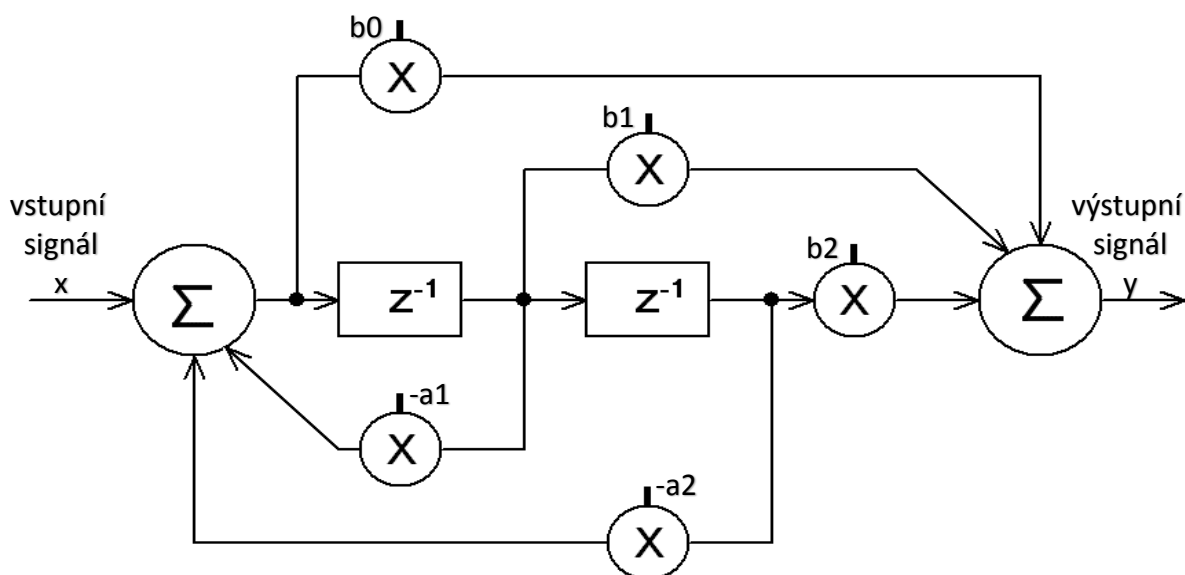 b0
X
b1
X
vstupní
signál
x
výstupní
signál
y
b2
X
Σ
z⁻¹
z⁻¹
Σ
-a1
X
-a2
X